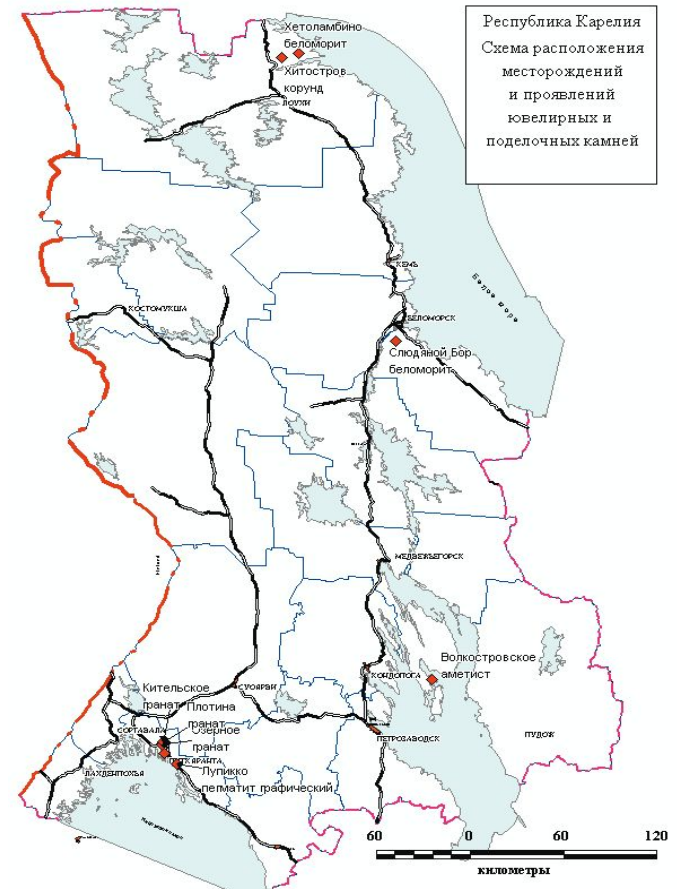 Республика Карелия
Схема расположения
месторождений
и проявлений
ювелирных и
поделочных камней
Хетоламбино
беломорит
Хитостров
корунд
ЛОУХИ
КЕМЬ
Белое море
КОСТОМУКША
БЕЛОМОРСК
Слюдяной Бор
беломорит
МЕДВЕЖЬЕГОРСК
Волкостровское
аметист
КОНДОПОГА
СУОЯРВИ
Кительское
гранат
Плотина
гранат
Озерное
гранат
СОРТАВАЛА
ПЕТРОЗАВОДСК
ПУДОЖ
ПИТКЯРАНТА
ЛАХДЕНПОХЬЯ
Лупикко
пегматит графический
60 0 60 120
километры